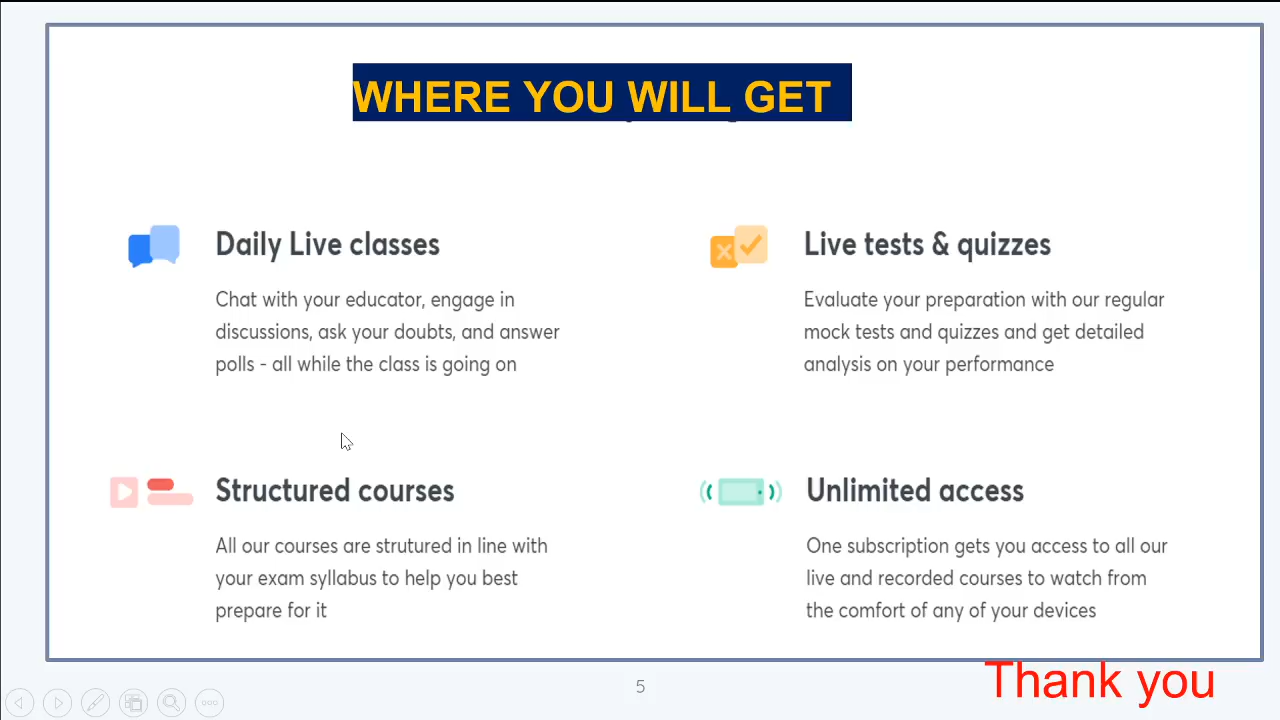 WHERE YOU WILL GET
Daily Live classes
Chat with your educator, engage in
discussions, ask your doubts, and answer
polls - all while the class is going on
Live tests & quizzes
Evaluate your preparation with our regular
mock tests and quizzes and get detailed
analysis on your performance
Structured courses
All our courses are strutured in line with
your exam syllabus to help you best
prepare for it
Unlimited access
One subscription gets you access to all our
live and recorded courses to watch from
the comfort of any of your devices
5
Thank you